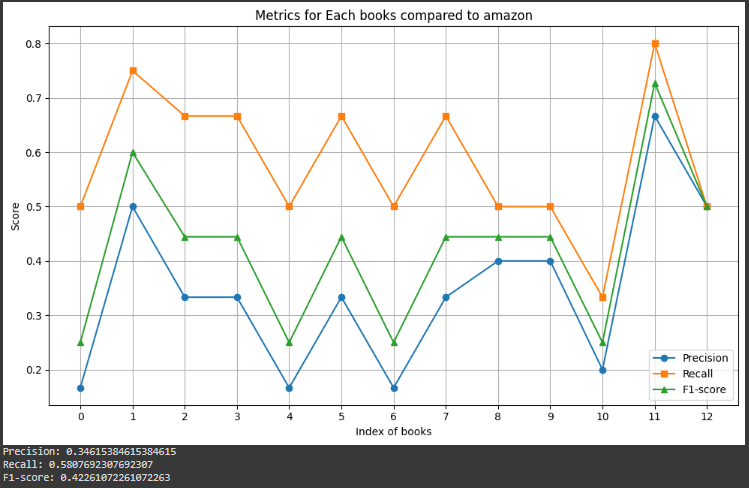 Metrics for Each books compared to amazon
0.8
0.7
0.6
0.5
0.4
0.3
0.2
Score
0 1 2 3 4 5 6 7 8 9 10 11 12
Index of books
Precision
Recall
F1-score
Precision: 0.34615384615384615
Recall: 0.5807692307692307
F1-score: 0.42261072261072263